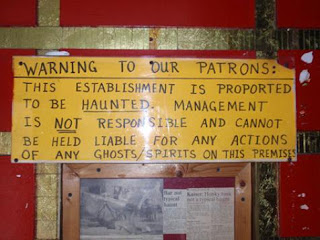 WARNING TO OUR PATRONS:
THIS ESTABLISHMENT IS PROPORTED
TO BE HAUNTED. MANAGEMENT
IS NOT RESPONSIBLE AND CANNOT
BE HELD LIABLE FOR ANY ACTIONS
OF ANY GHOSTS/SPIRITS ON THIS PREMISES